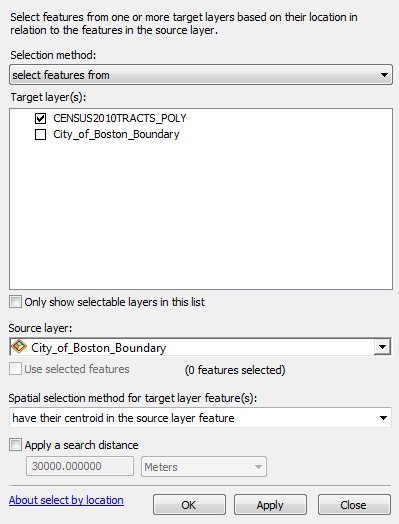 Select features from one or more target layers based on their location in
relation to the features in the source layer.
Selection method:
select features from
Target layer(s):
CENSUS2010TRACTS_POLY
City_of_Boston_Boundary
Only show selectable layers in this list
Source layer:
City_of_Boston_Boundary
Use selected features (0 features selected)
Spatial selection method for target layer feature(s):
have their centroid in the source layer feature
Apply a search distance
30000.000000 Meters
About select by location OK Apply Close